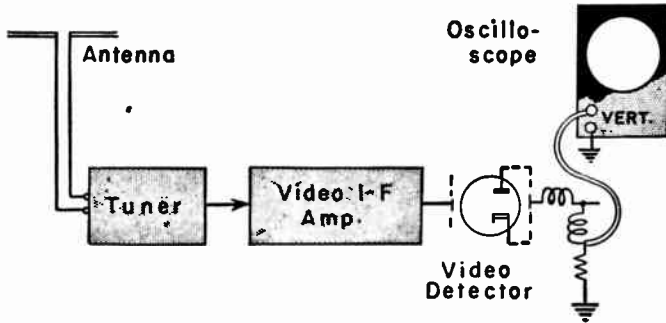 Oscillo-
scope
Antenna
VERT.
Tuner
Video I-F
Amp.
Video
Detector